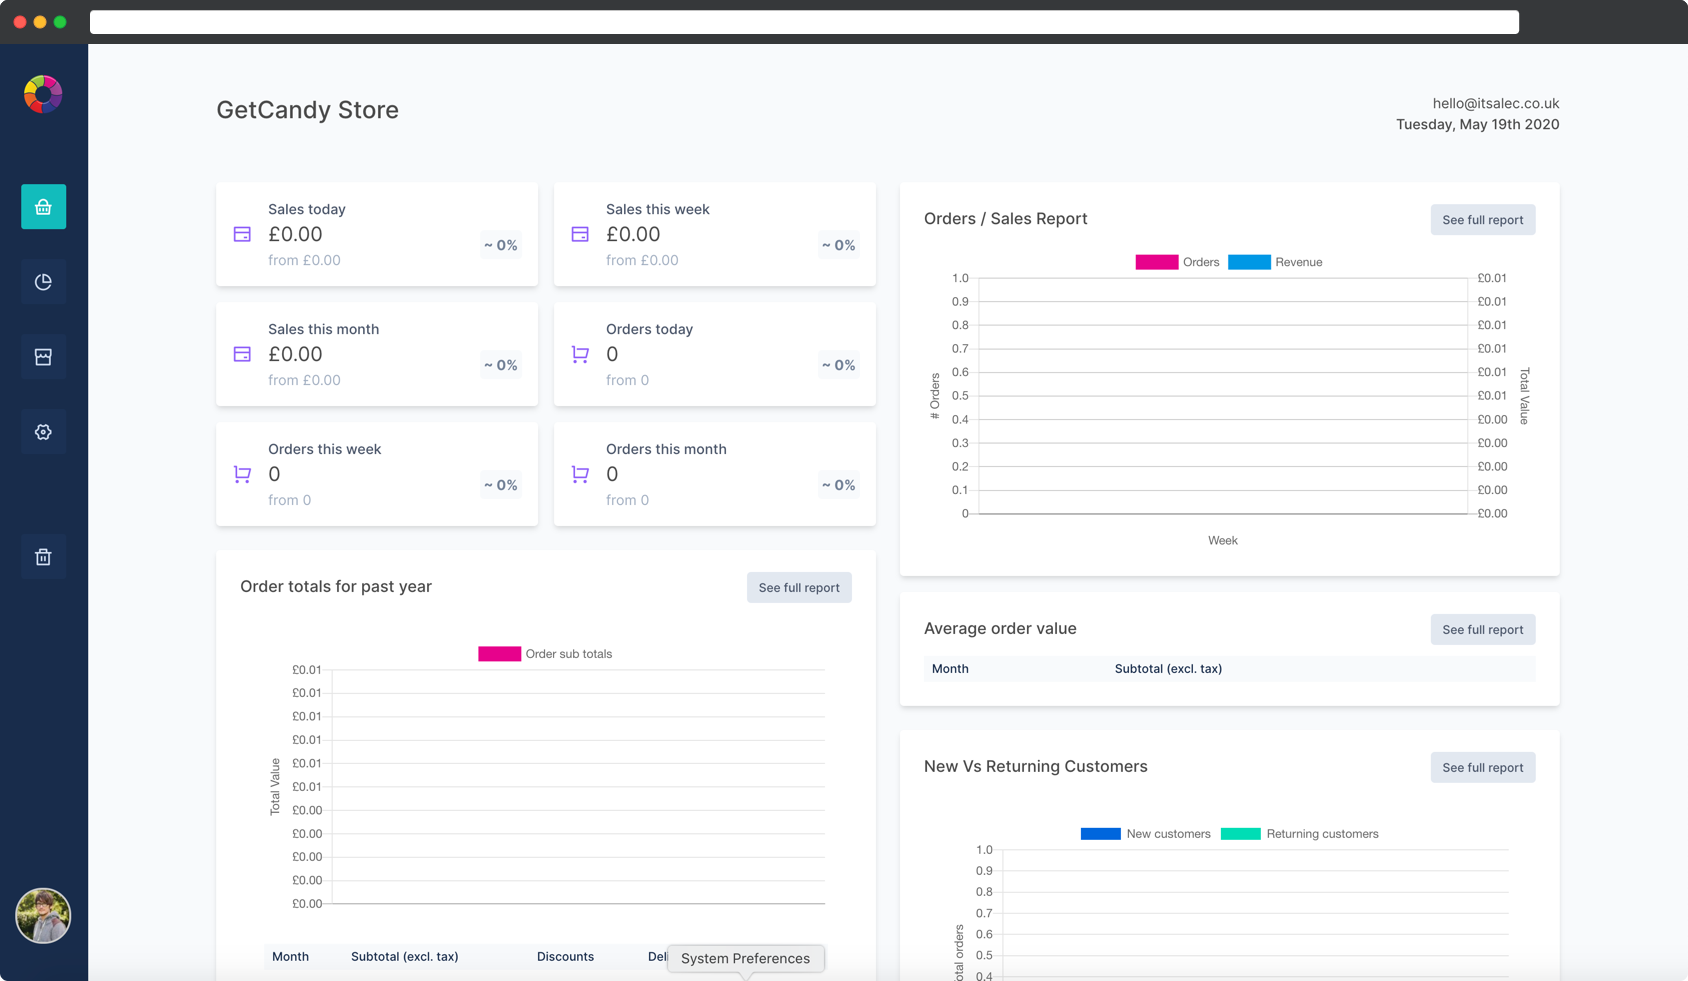 GetCandy Store
hello@itsalec.co.uk
Tuesday, May 19th 2020
Sales today
£0.00
from £0.00
~ 0%
Sales this week
£0.00
from £0.00
~ 0%
Sales this month
£0.00
from £0.00
~ 0%
Orders today
0
from 0
~ 0%
Orders this week
0
from 0
~ 0%
Orders this month
0
from 0
~ 0%
Order totals for past year
See full report
Order sub totals
Total Value
£0.01
£0.01
£0.01
£0.01
£0.01
£0.01
£0.00
£0.00
£0.00
£0.00
£0.00
Month Subtotal (excl. tax) Discounts
System Preferences
Orders / Sales Report
See full report
Orders Revenue
# Orders
1.0 £0.01
0.9 £0.01
0.8 £0.01
0.7 £0.01
0.6 £0.01
0.5 £0.01
0.4 £0.00
0.3 £0.00
0.2 £0.00
0.1 £0.00
0 £0.00
Total Value
Week
Average order value
See full report
Month Subtotal (excl. tax)
New Vs Returning Customers
See full report
New customers Returning customers
1.0
0.9
0.8
0.7
0.6
0.5
0.4
orders